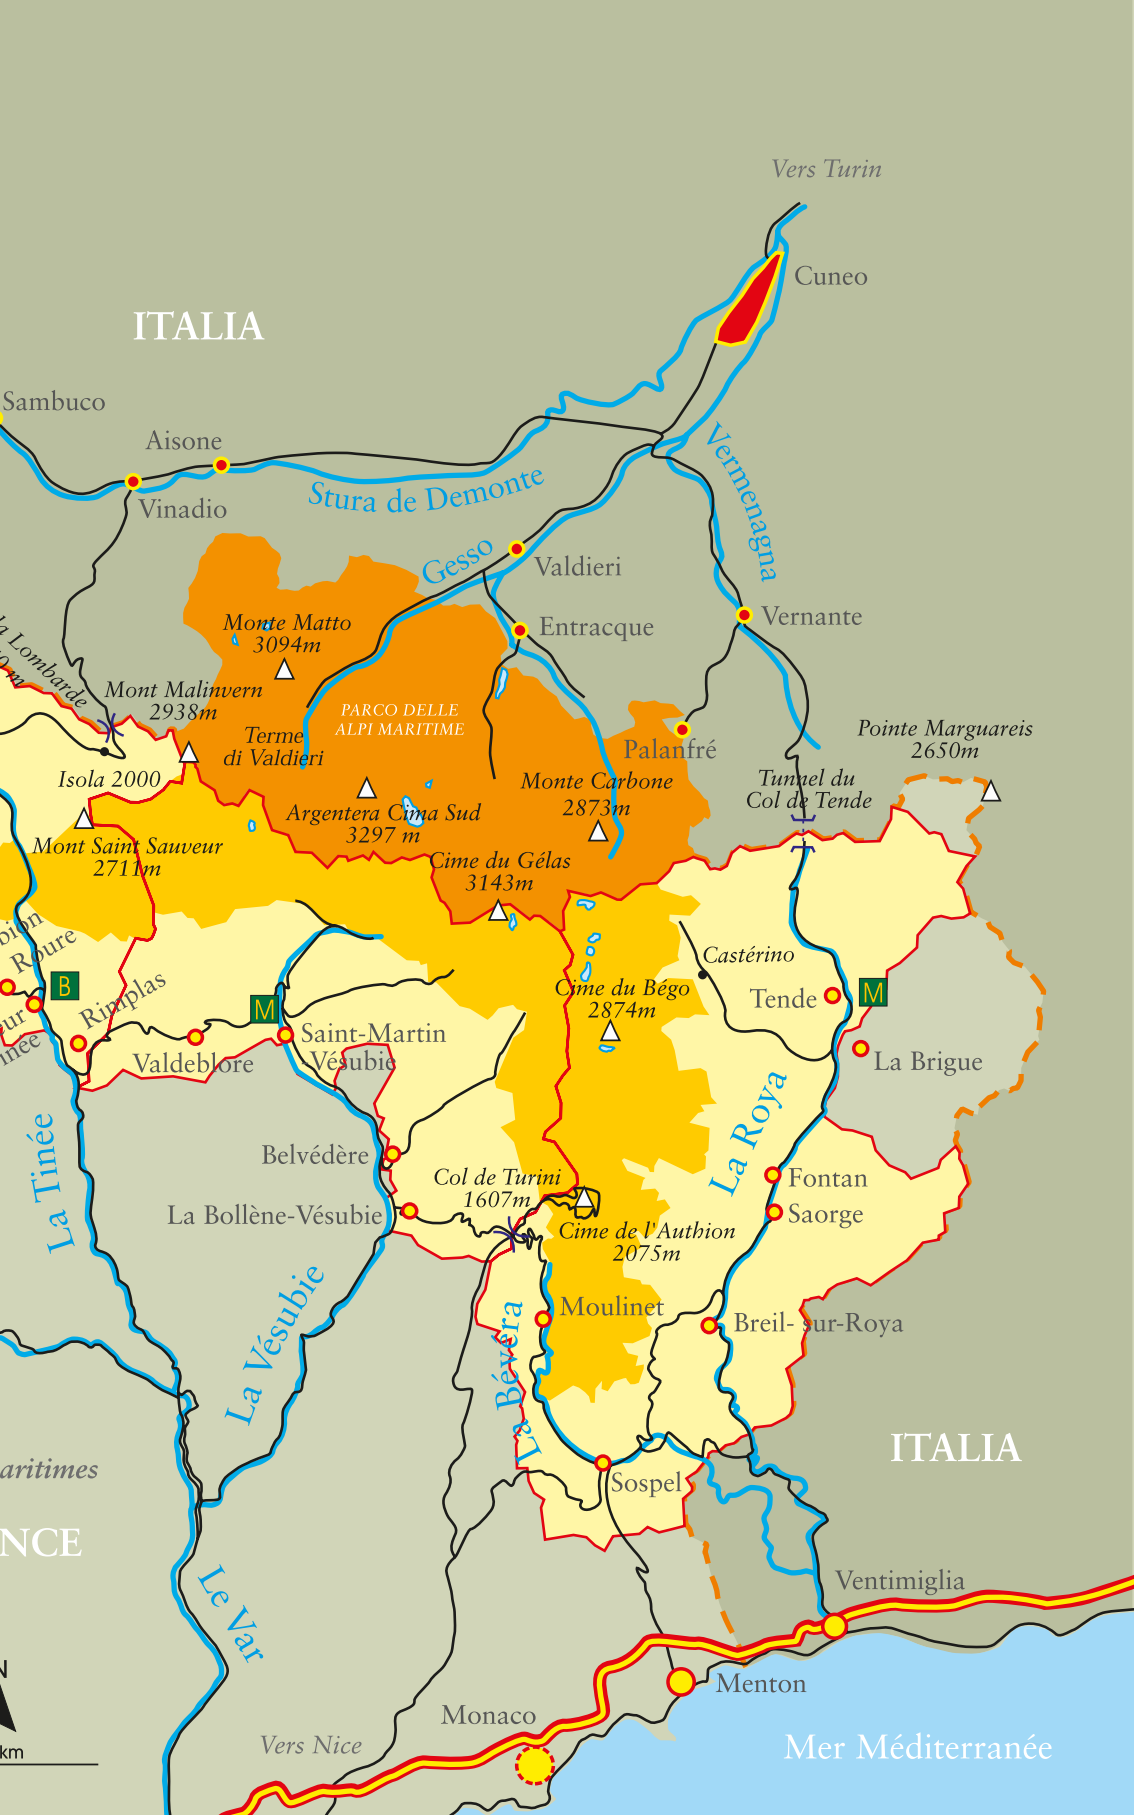 Vers Turin
Cuneo
ITALIA
Sambuco
Aisone
Vermenagna
Stura de Demonte
Vinadio
Gesso
Valdieri
Vernante
Entracque
Monte Matto
3094m
Lombarde
Mont Malinvern
2938m
PARCO DELLE
ALPI MARITIME
Terme
di Valdieri
Palanfré
Pointe Marguareis
2650m
Isola 2000
Monte Carbone
2873m
Tunnel du
Col de Tende
Argentera Cima Sud
3297 m
Mont Saint Sauveur
2711m
Cime du Gélas
3143m
Roure
Castérino
B
Rimplas
M
Cime du Bégo
2874m
Tende
M
Saint-Martin
-Vésubie
Valdeblore
La Brigue
La Tinée
La Roya
Belvédère
Col de Turini
1607m
Fontan
La Bollène-Vésubie
Saorge
Cime de l'Authion
2075m
La Vésubie
Moulinet
Breil- sur-Roya
La Bévéra
ITALIA
aritimes
Sospel
NCE
Le Var
Ventimiglia
N
Menton
Monaco
Vers Nice
km
Mer Méditerranée